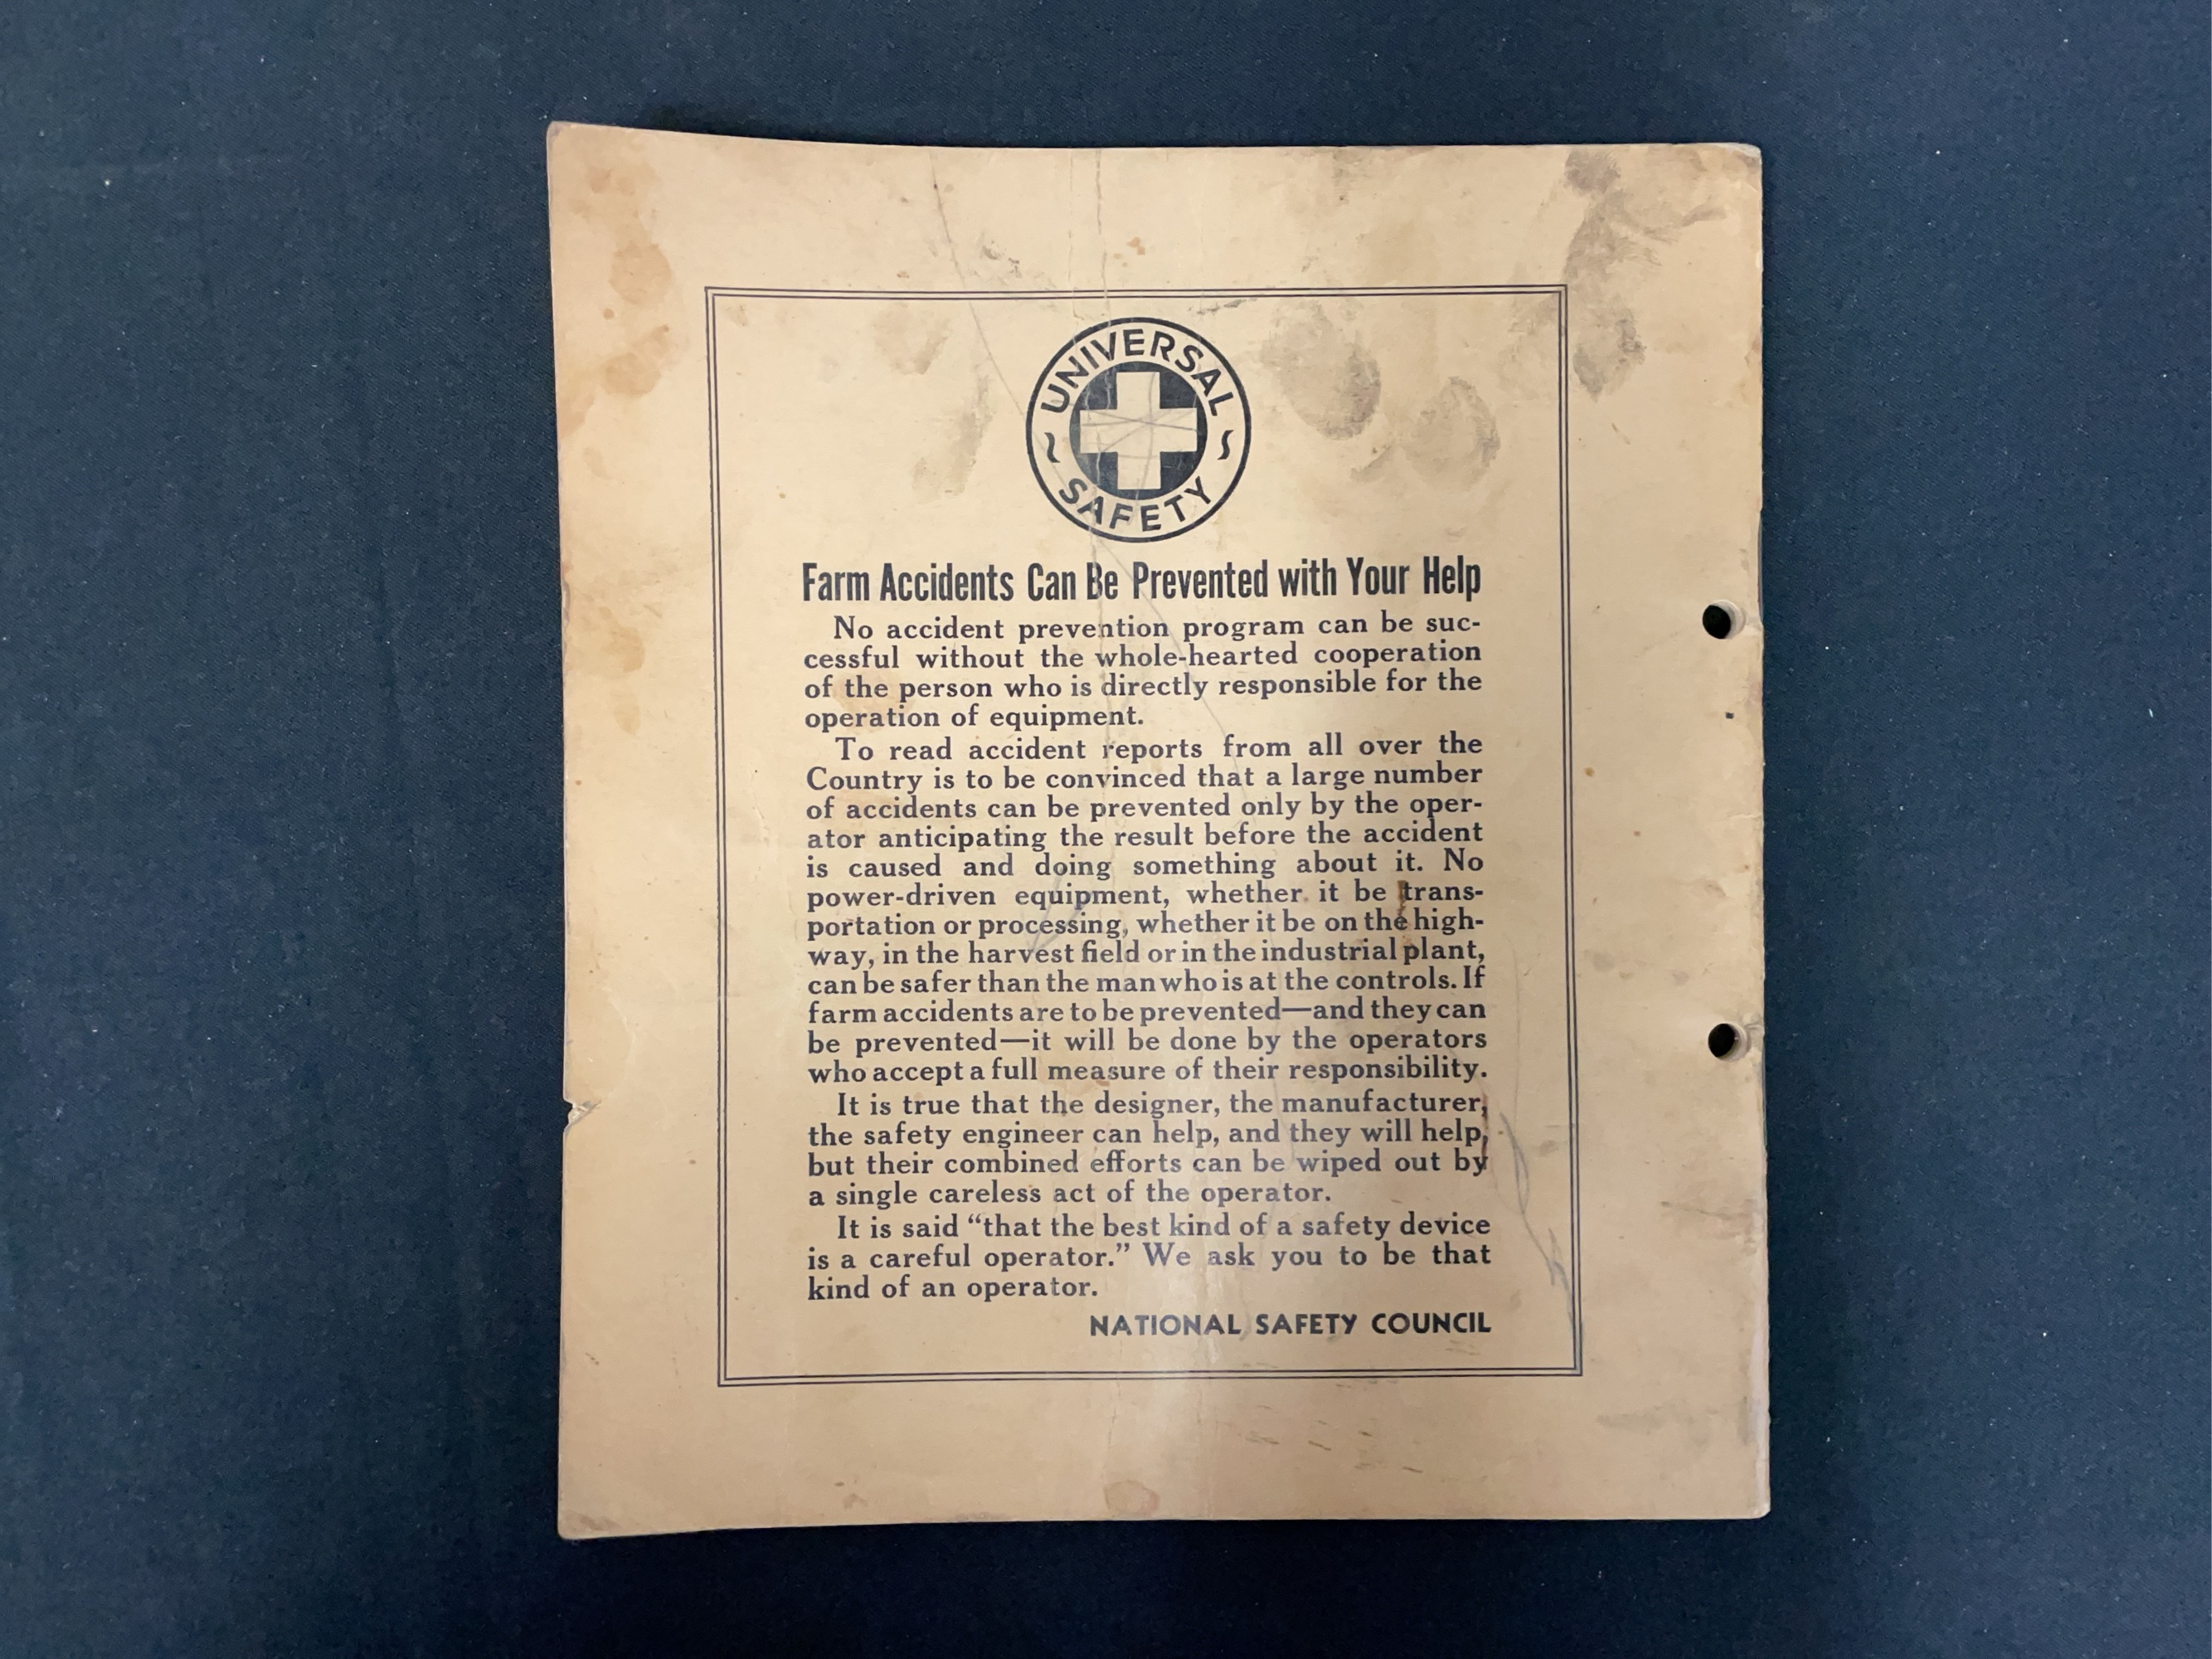 UNIVERSAL
SAFETY
Farm Accidents Can Be Prevented with Your Help
No accident prevention program can be suc-
cessful without the whole-hearted cooperation
of the person who is directly responsible for the
operation of equipment.
To read accident reports from all over the
Country is to be convinced that a large number
of accidents can be prevented only by the oper-
ator anticipating the result before the accident
is caused and doing something about it. No
power-driven equipment, whether it be trans-
portation or processing, whether it be on the high-
way, in the harvest field or in the industrial plant,
can be safer than the man who is at the controls. If
farm accidents are to be prevented—and they can
be prevented—it will be done by the operators
who accept a full measure of their responsibility.
It is true that the designer, the manufacturer,
the safety engineer can help, and they will help,
but their combined efforts can be wiped out by
a single careless act of the operator.
It is said “that the best kind of a safety device
is a careful operator.” We ask you to be that
kind of an operator.
NATIONAL SAFETY COUNCIL